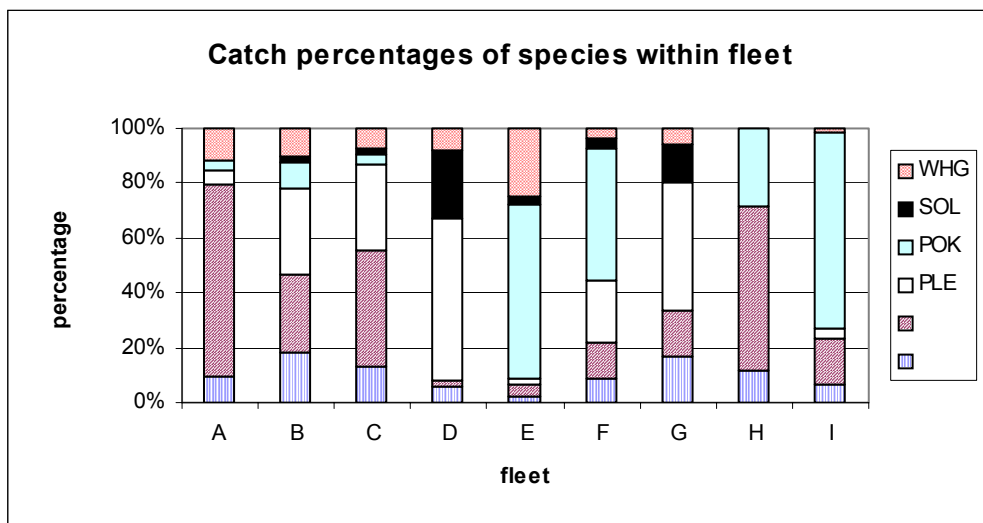 Catch percentages of species within fleet
100%
80%
60%
40%
20%
0%
percentage
A B C D E F G H I
fleet
WHG
SOL
POK
PLE